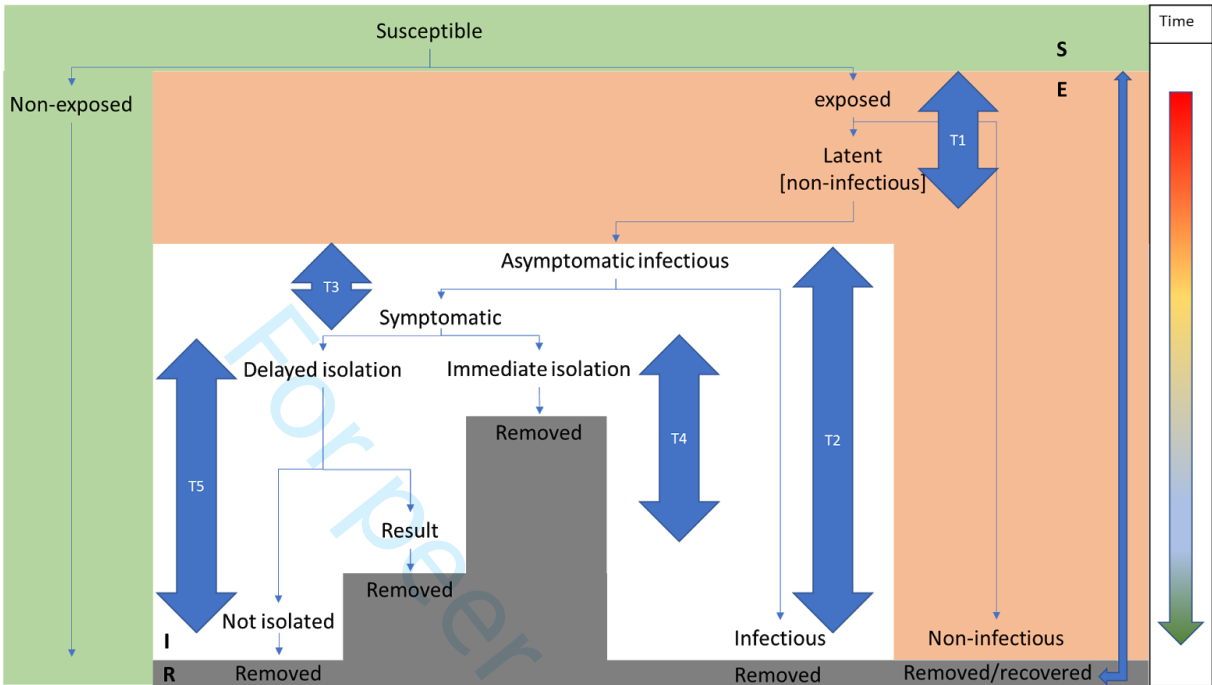 Time
Susceptible
S
Non-exposed
exposed
E
T1
Latent
[non-infectious]
Asymptomatic infectious
T3
Symptomatic
Delayed isolation
Immediate isolation
Removed
T4
T2
T5
Result
Removed
Not isolated
I
Infectious
Non-infectious
R
Removed
Removed
Removed/recovered
For peer